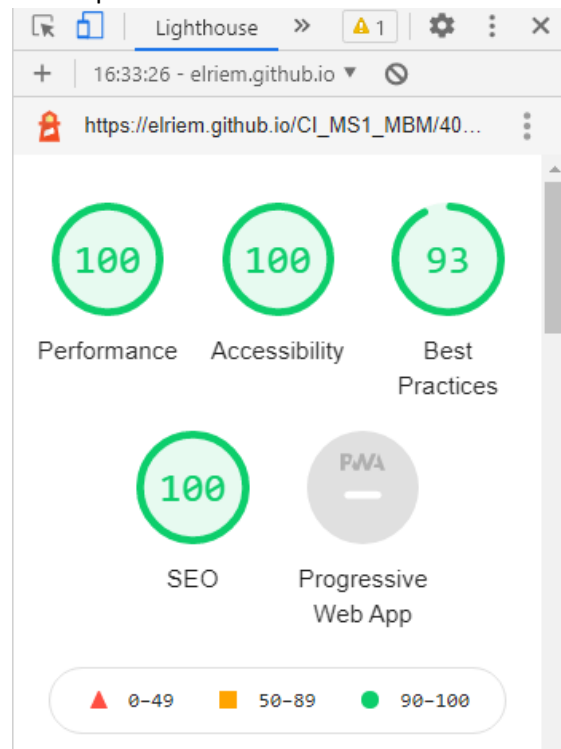 Lighthouse » 1
16:33:26 - elriem.github.io ▼
https://elriem.github.io/CI_MS1_MBM/40...
100 100 93
Performance Accessibility Best
Practices
100 PWA
SEO Progressive
Web App
0–49 50–89 90–100